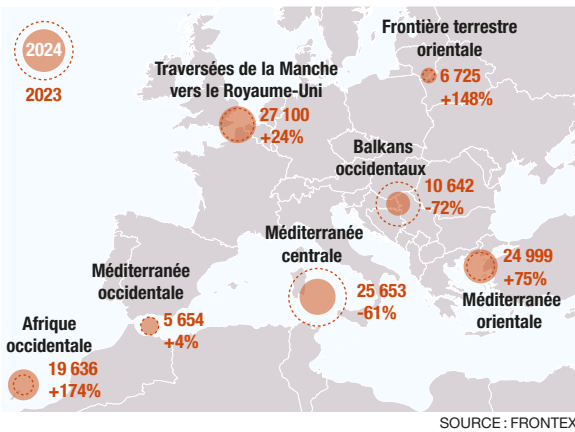 2024
2023
Frontière terrestre
orientale
6 725
+148%
Traversées de la Manche
vers le Royaume-Uni
27 100
+24%
Balkans
occidentaux
10 642
-72%
Méditerranée
centrale
25 653
-61%
24 999
+75%
Méditerranée
orientale
Méditerranée
occidentale
5 654
+4%
Afrique
occidentale
19 636
+174%
SOURCE : FRONTEX